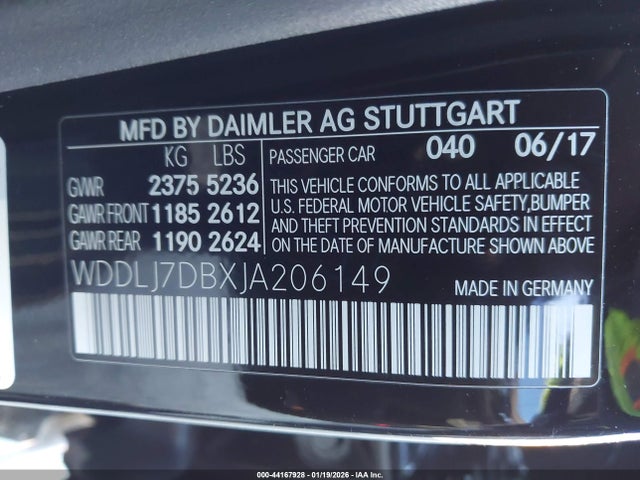 MFD BY DAIMLER AG STUTTGART
KG LBS
GVWR 2375 5236
GAWR FRONT 1185 2612
GAWR REAR 1190 2624
PASSENGER CAR 040 06/17
THIS VEHICLE CONFORMS TO ALL APPLICABLE
U.S. FEDERAL MOTOR VEHICLE SAFETY,BUMPER
AND THEFT PREVENTION STANDARDS IN EFFECT
ON DATE OF MANUFACTURE SHOWN ABOVE
WDDLJ7DBXJA206149 MADE IN GERMANY
000-44167928 - 01/19/2026 - IAA Inc.